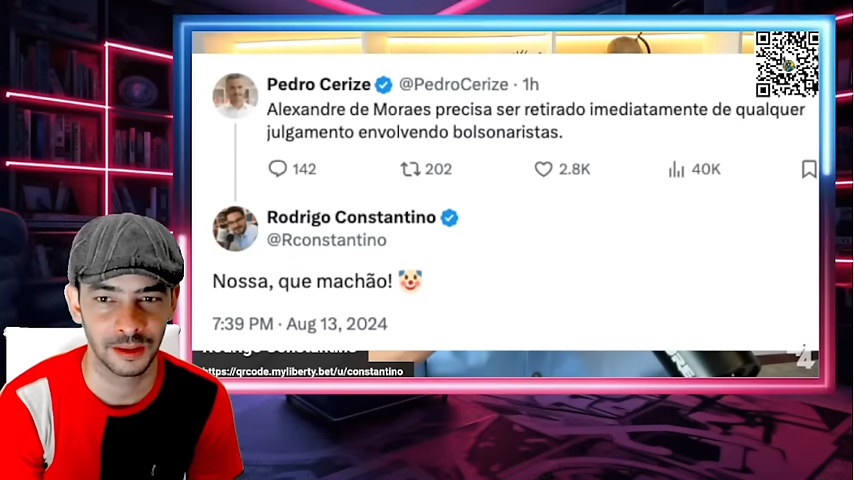 Pedro Cerize @PedroCerize · 1h
Alexandre de Moraes precisa ser retirado imediatamente de qualquer
julgamento envolvendo bolsonaristas.
142 202 2.8K 40K
Rodrigo Constantino
@Rconstantino
Nossa, que machão! 🤡
7:39 PM · Aug 13, 2024
Rodrigo Constantino
https://qrcode.myliberty.bet/u/constantino